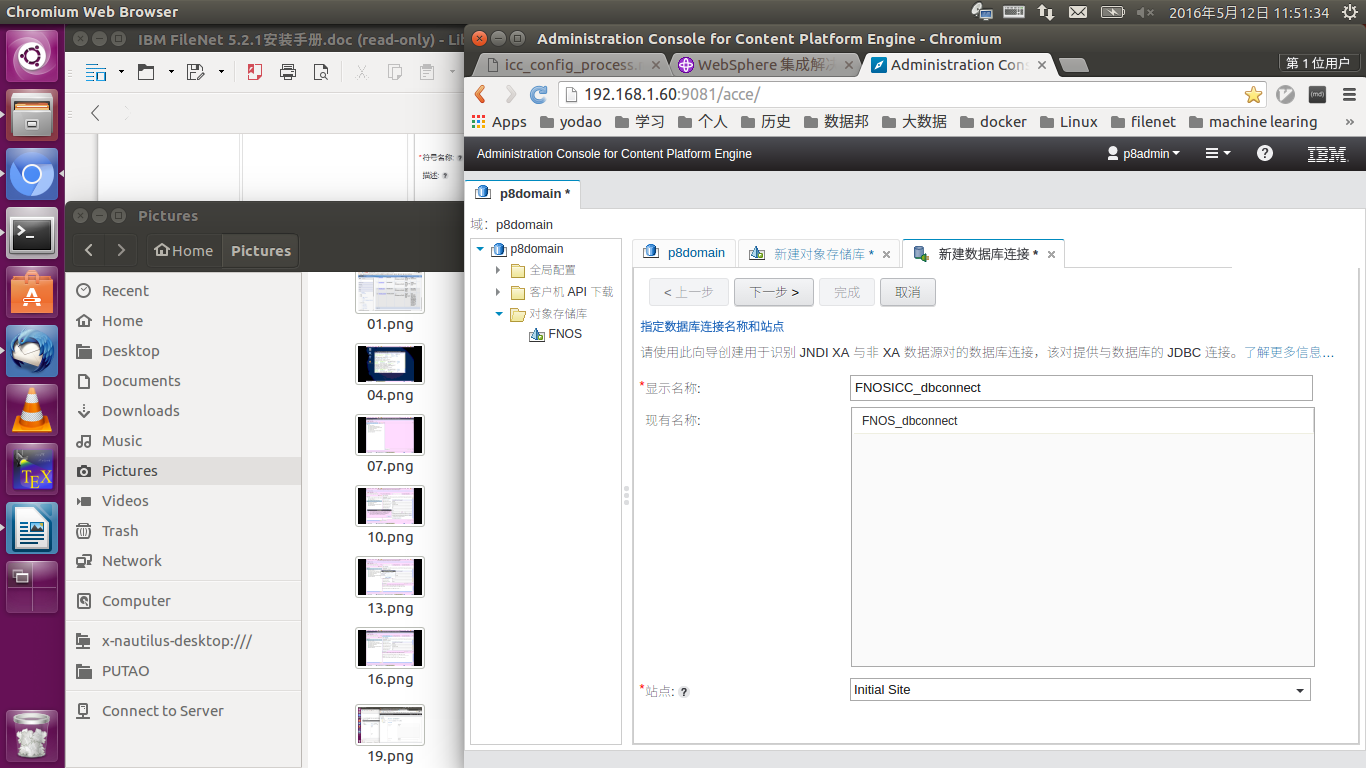 Chromium Web Browser
2016年5月12日 11:51:34
IBM FileNet 5.2.1安装手册.doc (read-only) - Lib
*符号名称: ?
描述: ?
Pictures
Home
Pictures
Recent
Home
Desktop
Documents
Downloads
Music
Pictures
Videos
Trash
Network
Computer
x-nautilus-desktop:///
PUTAO
Connect to Server
01.png
04.png
07.png
10.png
13.png
16.png
19.png
Administration Console for Content Platform Engine - Chromium
icc_config_process.
WebSphere 集成解决
Administration Cons
第 1 位用户
192.168.1.60:9081/acce/
Apps
yodao
学习
个人
历史
数据邦
大数据
docker
Linux
filenet
machine learing
»
Administration Console for Content Platform Engine
p8admin
?
IBM
p8domain *
域: p8domain
p8domain
全局配置
客户机 API 下载
对象存储库
FNOS
p8domain
新建对象存储库 *
新建数据库连接 *
< 上一步
下一步 >
完成
取消
指定数据库连接名称和站点
请使用此向导创建用于识别 JNDI XA 与非 XA 数据源对的数据库连接，该对提供与数据库的 JDBC 连接。了解更多信息...
*显示名称:
FNOSICC_dbconnect
现有名称:
FNOS_dbconnect
*站点: ?
Initial Site